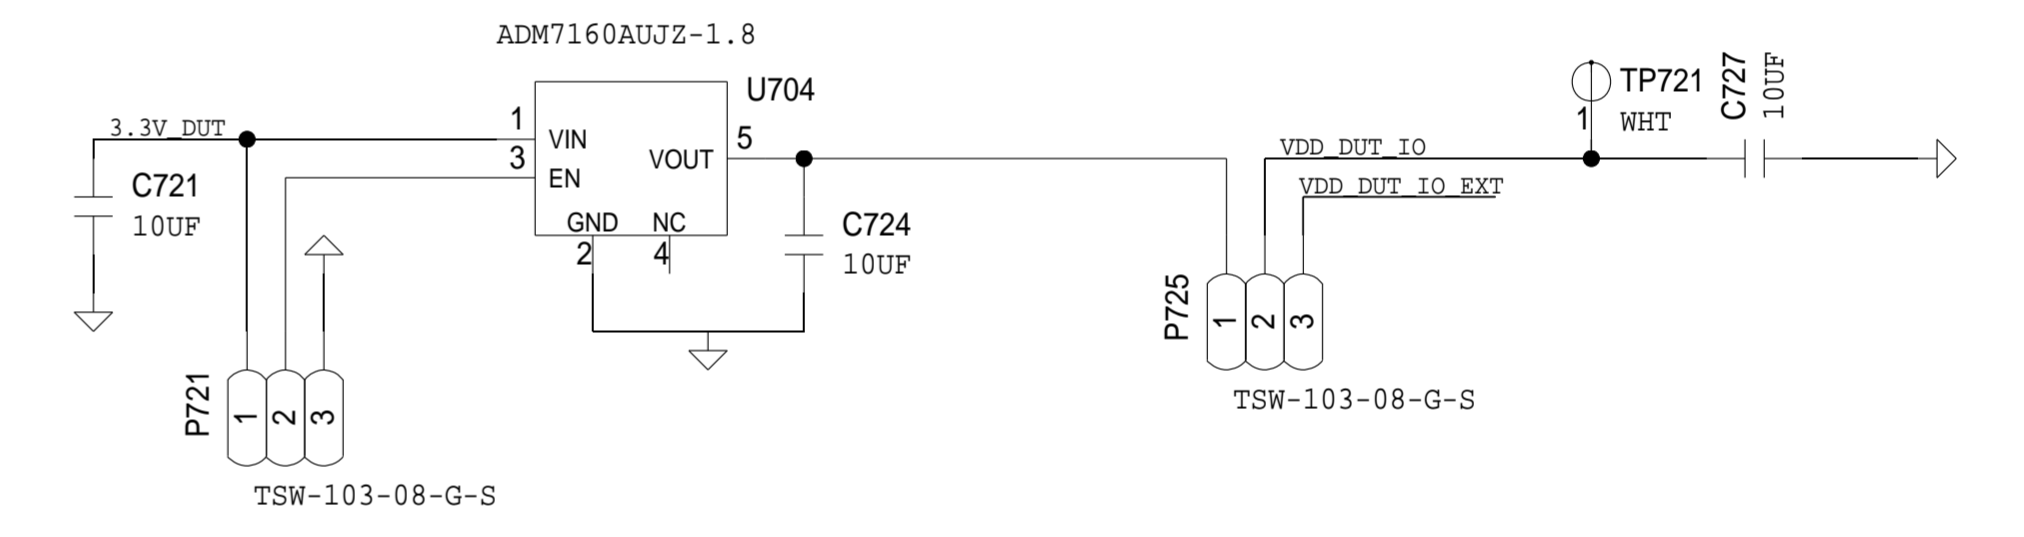 ADM7160AUJZ-1.8
U704
3.3V_DUT
1
VIN
3
EN
VOUT
5
GND
NC
2
4
C721
10UF
C724
10UF
P721
1
2
3
TSW-103-08-G-S
VDD_DUT_IO
VDD_DUT_IO_EXT
TP721
1
WHT
C727
10UF
P725
1
2
3
TSW-103-08-G-S